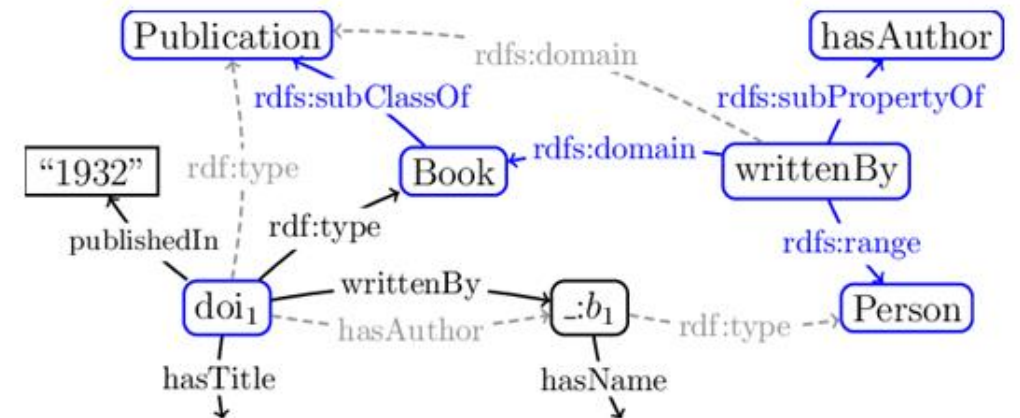 Publication
hasAuthor
rdfs:domain
rdfs:subClassOf
rdfs:subPropertyOf
rdfs:domain
“1932”
rdf:type
Book
writtenBy
publishedIn
rdf:type
rdfs:range
doi₁
writtenBy
_:b₁
Person
hasAuthor
rdf:type
hasTitle
hasName